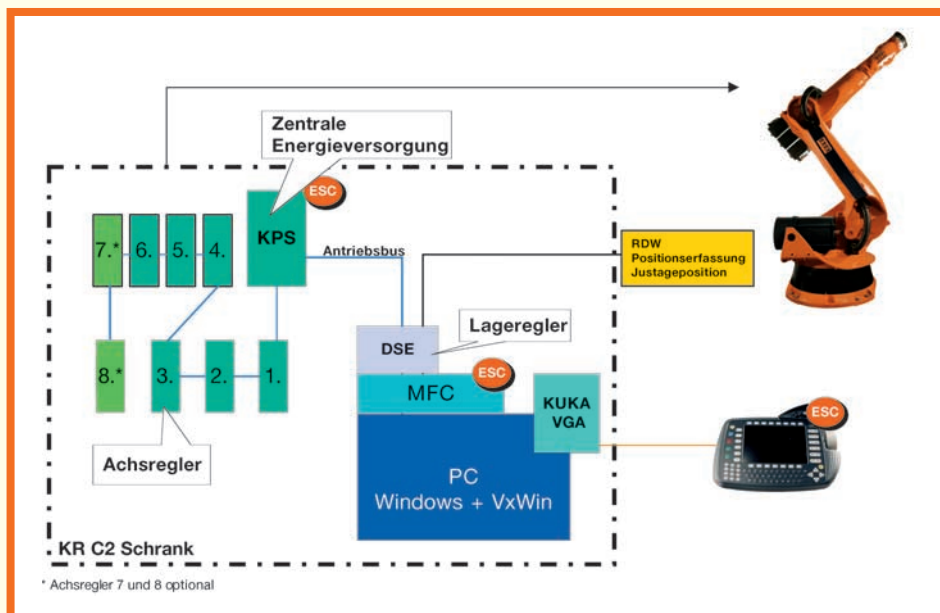 Zentrale
Energieversorgung
ESC
KPS
7.*
6.
5.
4.
Antriebsbus
RDW
Positionserfassung
Justageposition
8.*
3.
2.
1.
DSE
Lageregler
ESC
MFC
KUKA
VGA
ESC
Achsregler
PC
Windows + VxWin
KR C2 Schrank
* Achsregler 7 und 8 optional